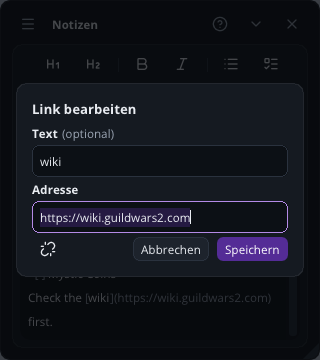 Notizen
H1 H2 B I
Link bearbeiten
Text (optional)
wiki
Adresse
https://wiki.guildwars2.com
Abbrechen Speichern
Check the [wiki](https://wiki.guildwars2.com)
first.